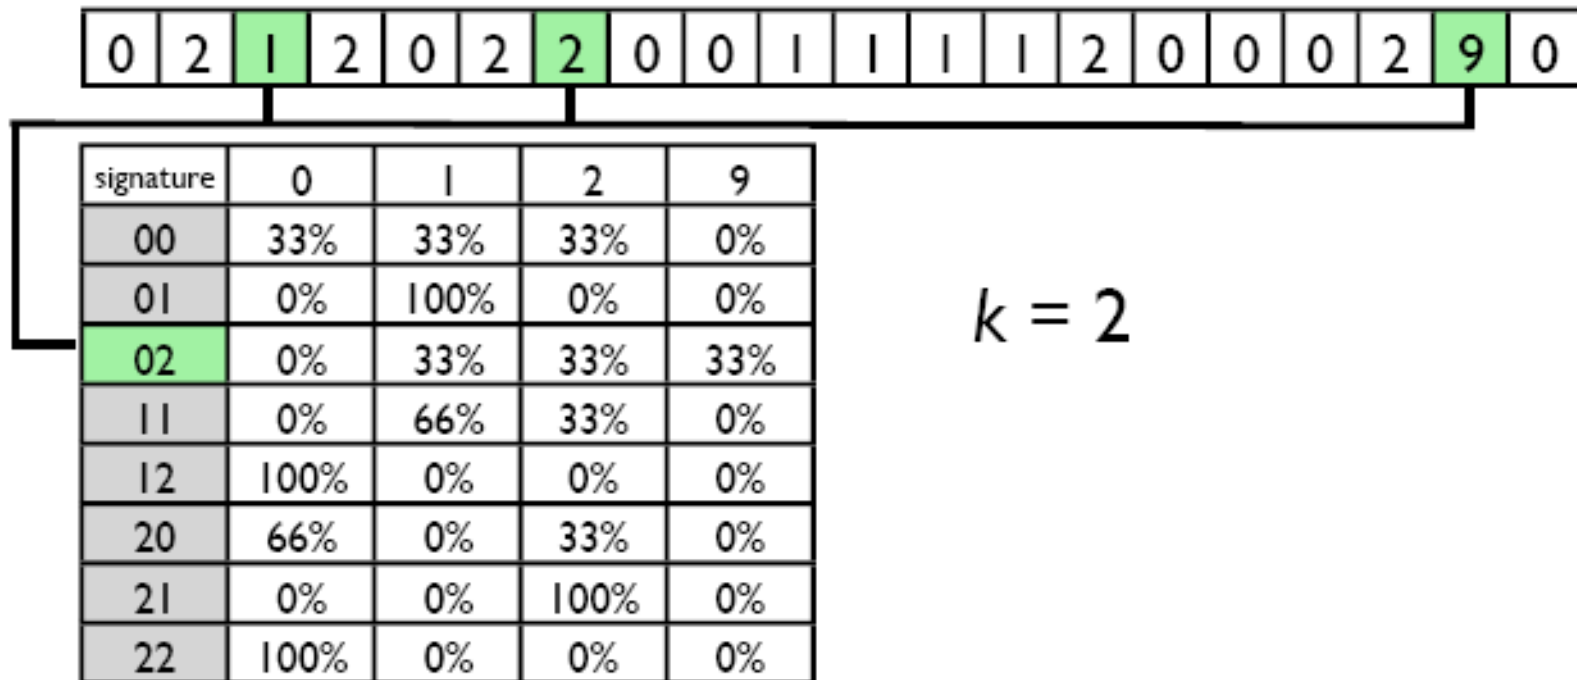 0 2 1 2 0 2 2 0 0 1 1 1 1 2 0 0 0 2 9 0
signature 0 1 2 9
00 33% 33% 33% 0%
01 0% 100% 0% 0%
02 0% 33% 33% 33%
11 0% 66% 33% 0%
12 100% 0% 0% 0%
20 66% 0% 33% 0%
21 0% 0% 100% 0%
22 100% 0% 0% 0%
k = 2